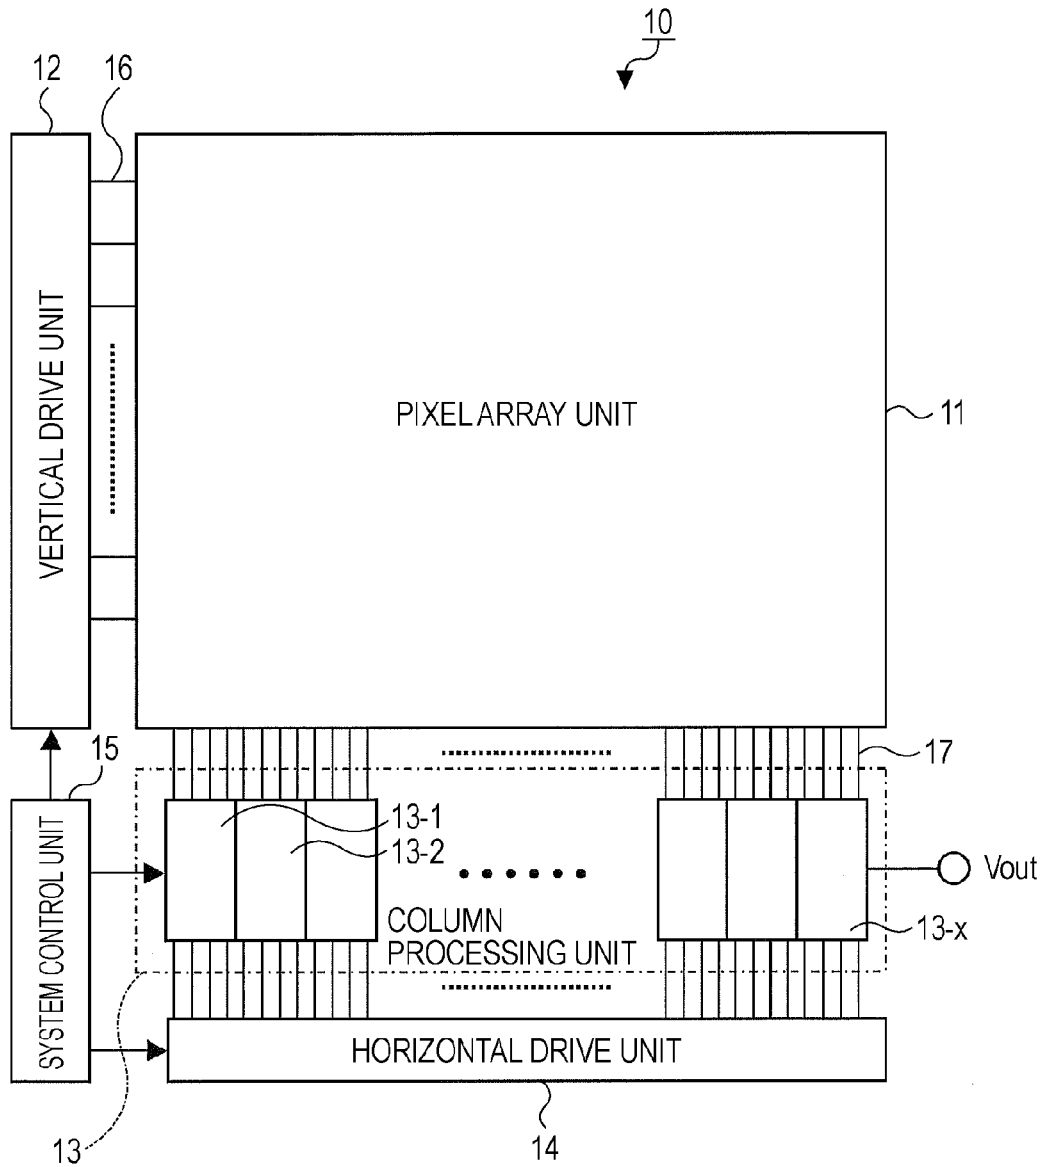 10
12
16
VERTICAL DRIVE UNIT
PIXEL ARRAY UNIT
11
15
17
SYSTEM CONTROL UNIT
13-1
13-2
Vout
COLUMN
PROCESSING UNIT
13-x
HORIZONTAL DRIVE UNIT
13
14